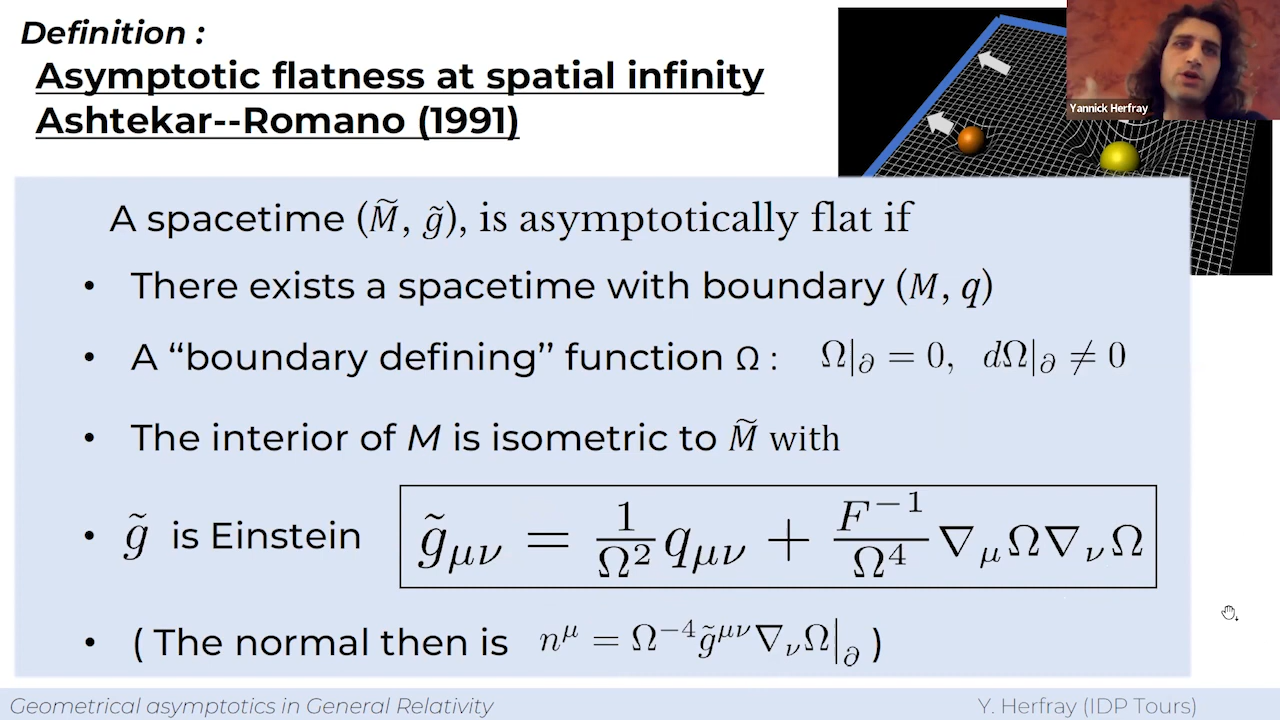 Definition :
Asymptotic flatness at spatial infinity
Ashtekar--Romano (1991)
Yannick Herfray
A spacetime (M̃, g̃), is asymptotically flat if
• There exists a spacetime with boundary (M, q)
• A “boundary defining” function Ω : Ω|∂ = 0, dΩ|∂ ≠ 0
• The interior of M is isometric to M̃ with
• g̃ is Einstein g̃μν = 1/Ω² qμν + F⁻¹/Ω⁴ ∇μΩ∇νΩ
• ( The normal then is nᵘ = Ω⁻⁴g̃ᵘᵛ∇νΩ|∂ )
Geometrical asymptotics in General Relativity
Y. Herfray (IDP Tours)